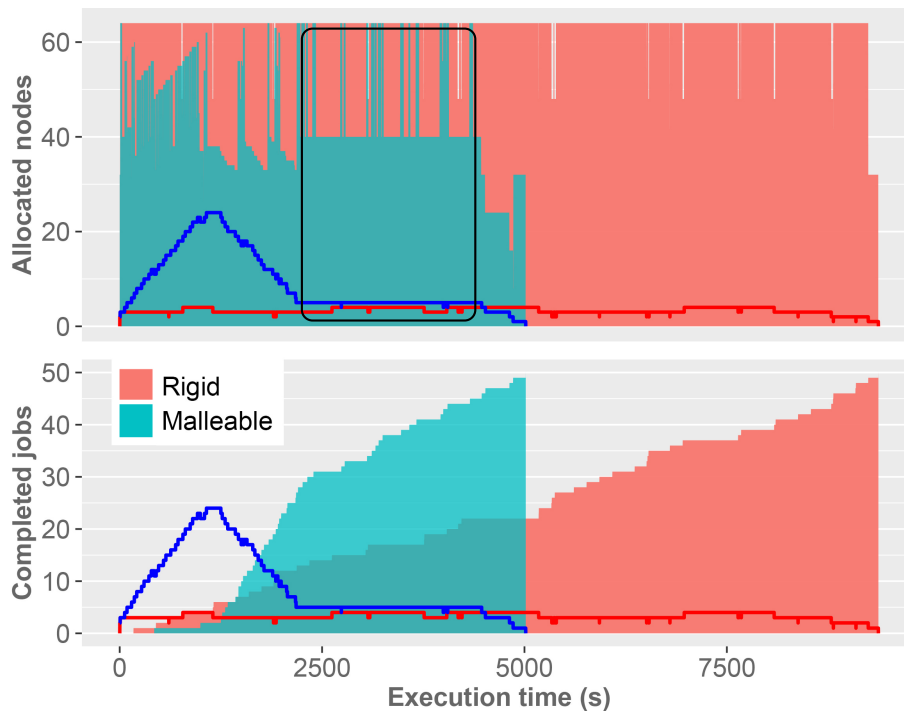 Allocated nodes
60
40
20
0
Completed jobs
50
40
30
20
10
0
Rigid
Malleable
0
2500
5000
7500
Execution time (s)